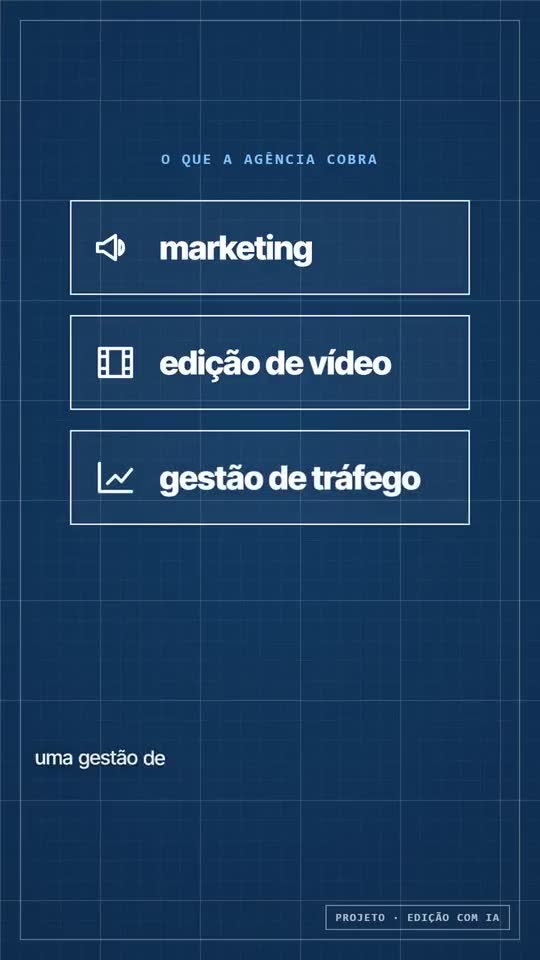 O QUE A AGÊNCIA COBRA
marketing
edição de vídeo
gestão de tráfego
uma gestão de
PROJETO · EDIÇÃO COM IA